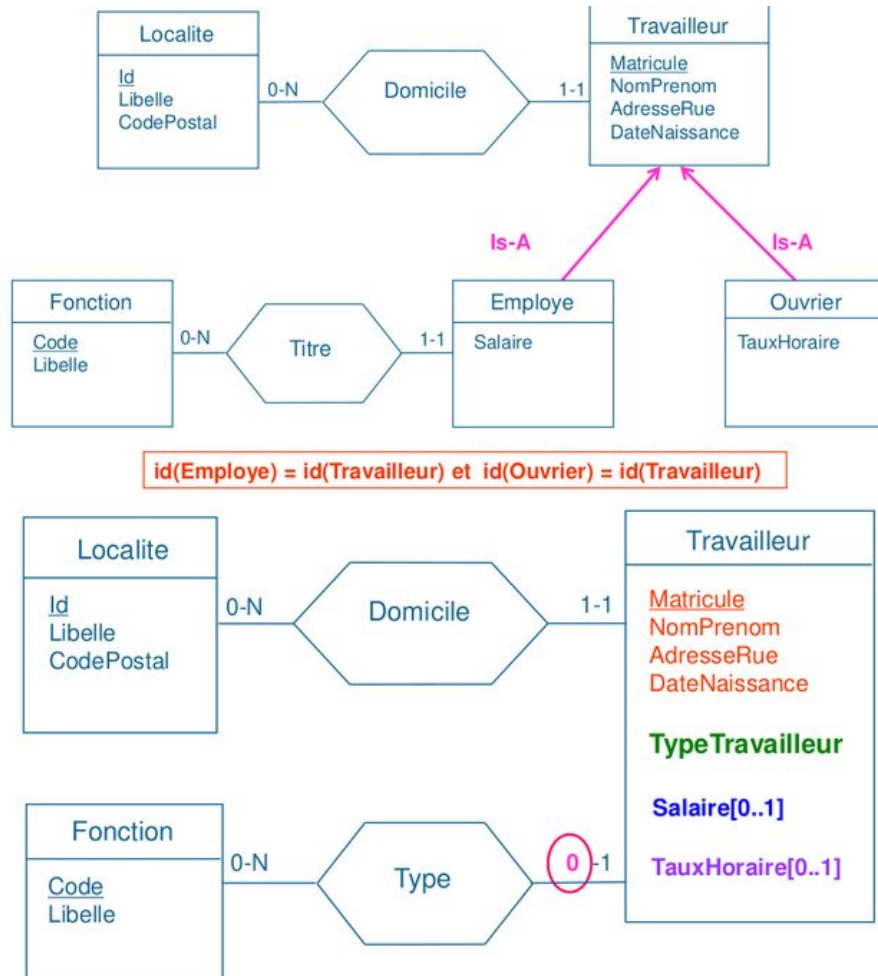 Localite
Id
Libelle
CodePostal
0-N
Domicile
1-1
Travailleur
Matricule
NomPrenom
AdresseRue
DateNaissance
Is-A
Is-A
Fonction
Code
Libelle
0-N
Titre
1-1
Employe
Salaire
Ouvrier
TauxHoraire
id(Employe) = id(Travailleur) et id(Ouvrier) = id(Travailleur)
Localite
Id
Libelle
CodePostal
0-N
Domicile
1-1
Travailleur
Matricule
NomPrenom
AdresseRue
DateNaissance
TypeTravailleur
Salaire[0..1]
TauxHoraire[0..1]
Fonction
Code
Libelle
0-N
Type
0-1